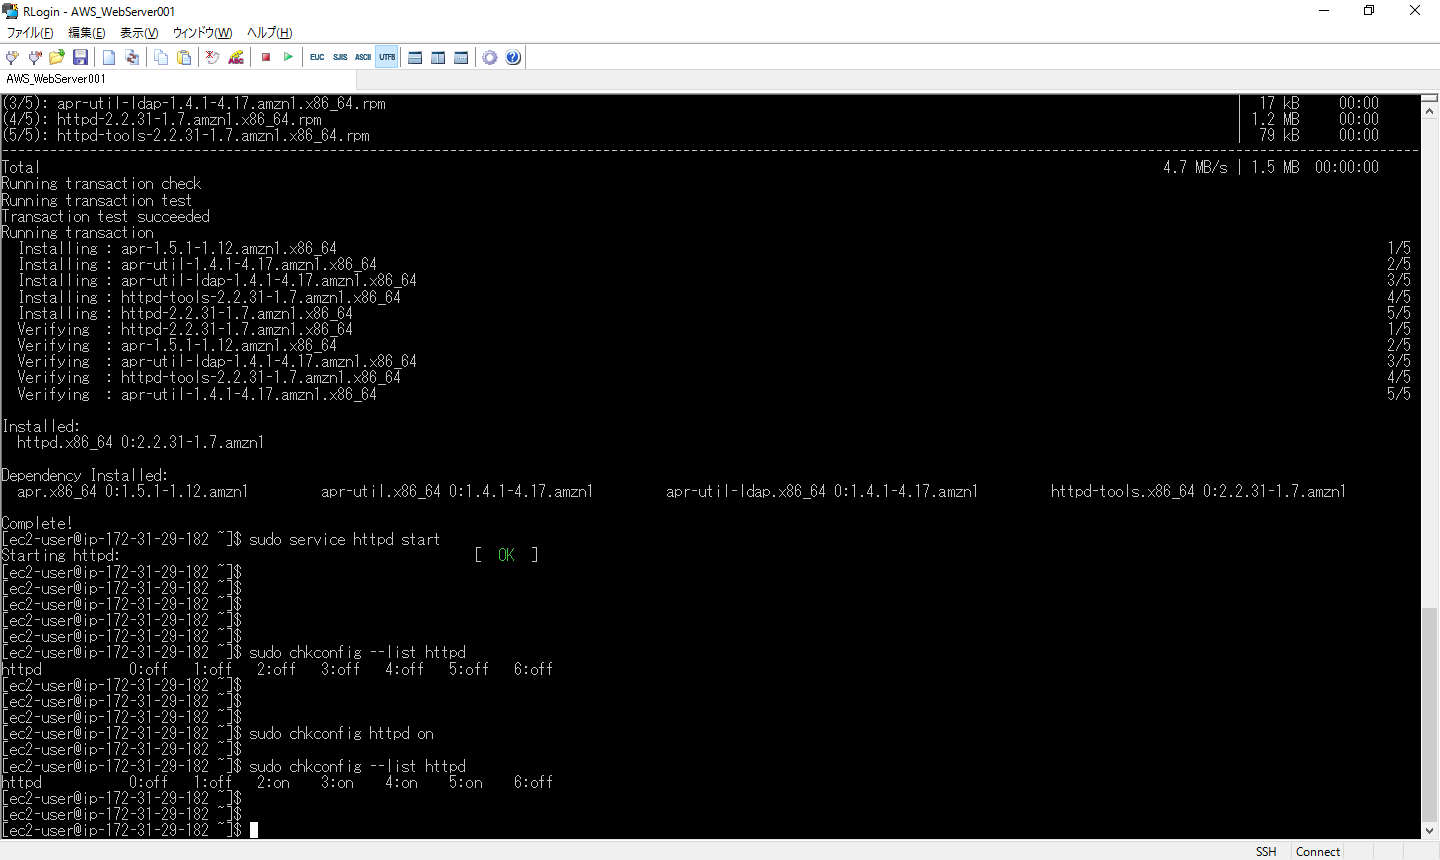 RLogin - AWS_WebServer001
ファイル(F) 編集(E) 表示(V) ウィンドウ(W) ヘルプ(H)
ABC EUC SJIS ASCII UTF8
AWS_WebServer001
(3/5): apr-util-ldap-1.4.1-4.17.amzn1.x86_64.rpm | 17 kB 00:00
(4/5): httpd-2.2.31-1.7.amzn1.x86_64.rpm | 1.2 MB 00:00
(5/5): httpd-tools-2.2.31-1.7.amzn1.x86_64.rpm | 79 kB 00:00
--------------------------------------------------------------------------------
Total 4.7 MB/s | 1.5 MB 00:00:00
Running transaction check
Running transaction test
Transaction test succeeded
Running transaction
Installing : apr-1.5.1-1.12.amzn1.x86_64 1/5
Installing : apr-util-1.4.1-4.17.amzn1.x86_64 2/5
Installing : apr-util-ldap-1.4.1-4.17.amzn1.x86_64 3/5
Installing : httpd-tools-2.2.31-1.7.amzn1.x86_64 4/5
Installing : httpd-2.2.31-1.7.amzn1.x86_64 5/5
Verifying : httpd-2.2.31-1.7.amzn1.x86_64 1/5
Verifying : apr-1.5.1-1.12.amzn1.x86_64 2/5
Verifying : apr-util-ldap-1.4.1-4.17.amzn1.x86_64 3/5
Verifying : httpd-tools-2.2.31-1.7.amzn1.x86_64 4/5
Verifying : apr-util-1.4.1-4.17.amzn1.x86_64 5/5
Installed:
httpd.x86_64 0:2.2.31-1.7.amzn1
Dependency Installed:
apr.x86_64 0:1.5.1-1.12.amzn1 apr-util.x86_64 0:1.4.1-4.17.amzn1 apr-util-ldap.x86_64 0:1.4.1-4.17.amzn1 httpd-tools.x86_64 0:2.2.31-1.7.amzn1
Complete!
[ec2-user@ip-172-31-29-182 ~]$ sudo service httpd start
Starting httpd: [ OK ]
[ec2-user@ip-172-31-29-182 ~]$
[ec2-user@ip-172-31-29-182 ~]$
[ec2-user@ip-172-31-29-182 ~]$
[ec2-user@ip-172-31-29-182 ~]$
[ec2-user@ip-172-31-29-182 ~]$
[ec2-user@ip-172-31-29-182 ~]$ sudo chkconfig --list httpd
httpd 0:off 1:off 2:off 3:off 4:off 5:off 6:off
[ec2-user@ip-172-31-29-182 ~]$
[ec2-user@ip-172-31-29-182 ~]$
[ec2-user@ip-172-31-29-182 ~]$
[ec2-user@ip-172-31-29-182 ~]$ sudo chkconfig httpd on
[ec2-user@ip-172-31-29-182 ~]$
[ec2-user@ip-172-31-29-182 ~]$ sudo chkconfig --list httpd
httpd 0:off 1:off 2:on 3:on 4:on 5:on 6:off
[ec2-user@ip-172-31-29-182 ~]$
[ec2-user@ip-172-31-29-182 ~]$
[ec2-user@ip-172-31-29-182 ~]$
SSH Connect